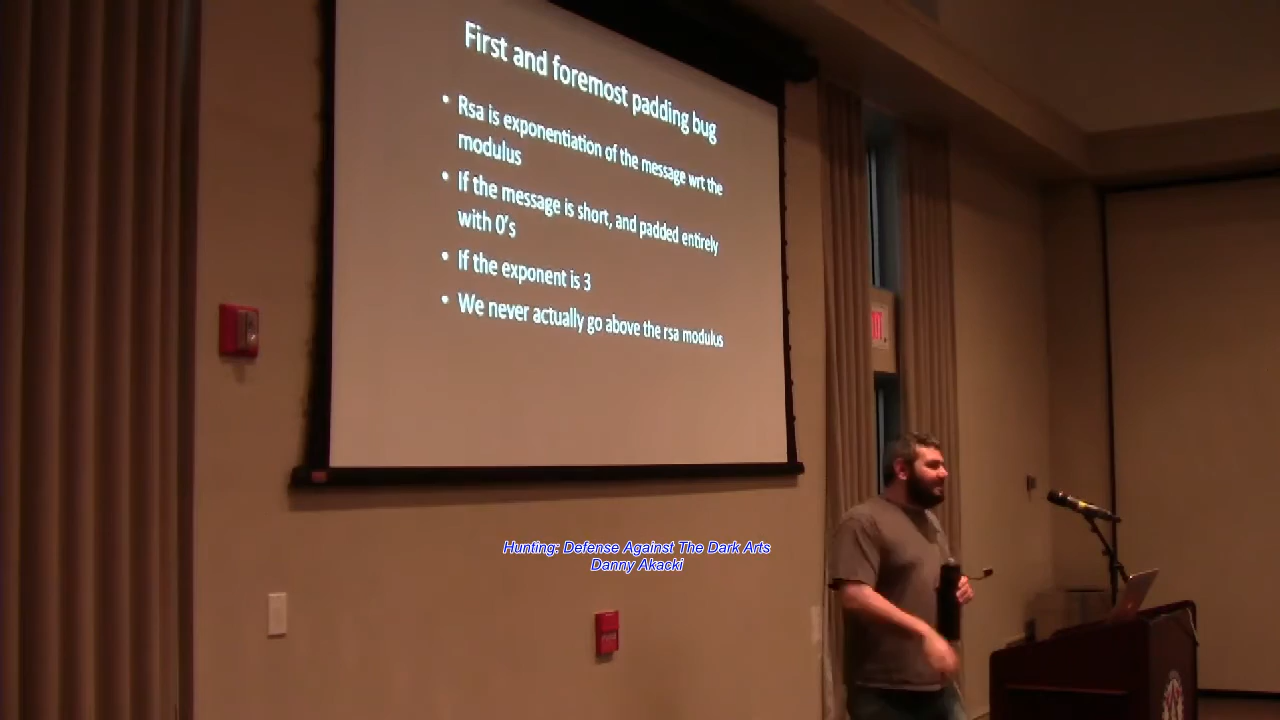 First and foremost padding bug
• Rsa is exponentiation of the message wrt the
modulus
• If the message is short, and padded entirely
with 0's
• If the exponent is 3
• We never actually go above the rsa modulus
Hunting: Defense Against The Dark Arts
Danny Akacki